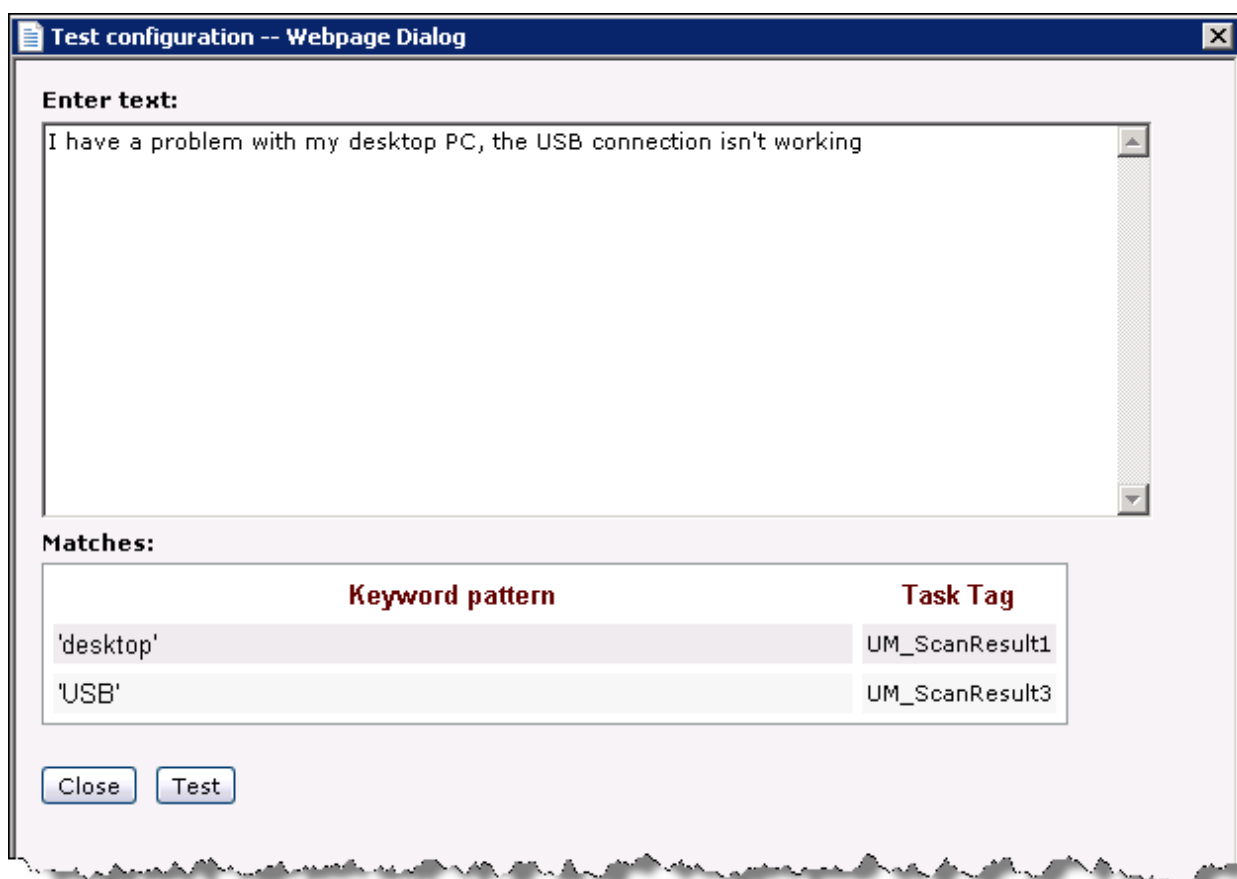 Test configuration -- Webpage Dialog
Enter text:
I have a problem with my desktop PC, the USB connection isn't working
Matches:
Keyword pattern Task Tag
'desktop' UM_ScanResult1
'USB' UM_ScanResult3
Close Test